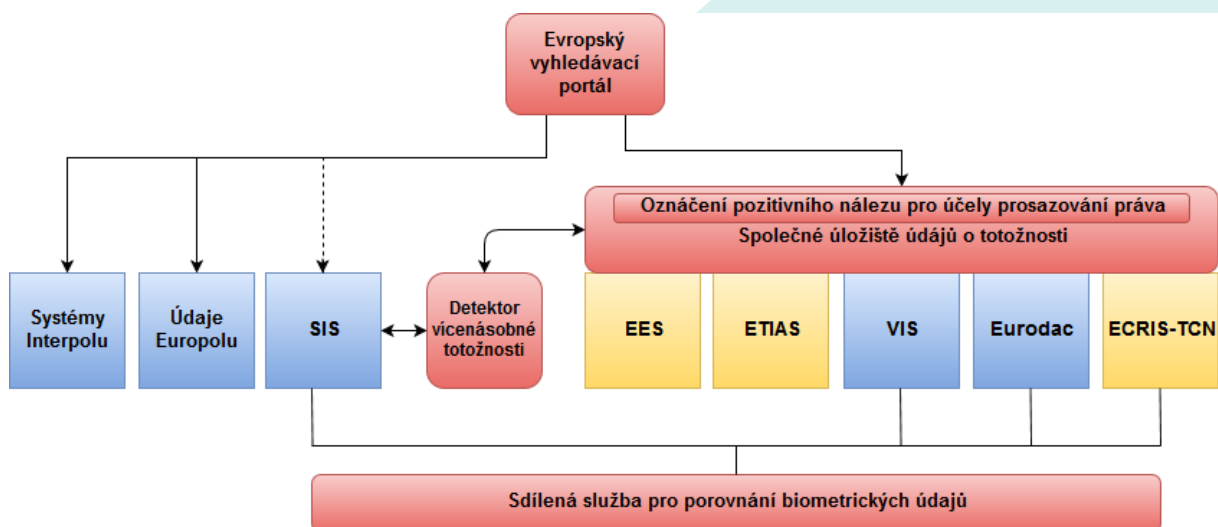 Evropský
vyhledávací
portál
Označení pozitivního nálezu pro účely prosazování práva
Společné úložiště údajů o totožnosti
Systémy
Interpolu
Údaje
Europolu
SIS
Detektor
vícenásobné
totožnosti
EES
ETIAS
VIS
Eurodac
ECRIS-TCN
Sdílená služba pro porovnání biometrických údajů